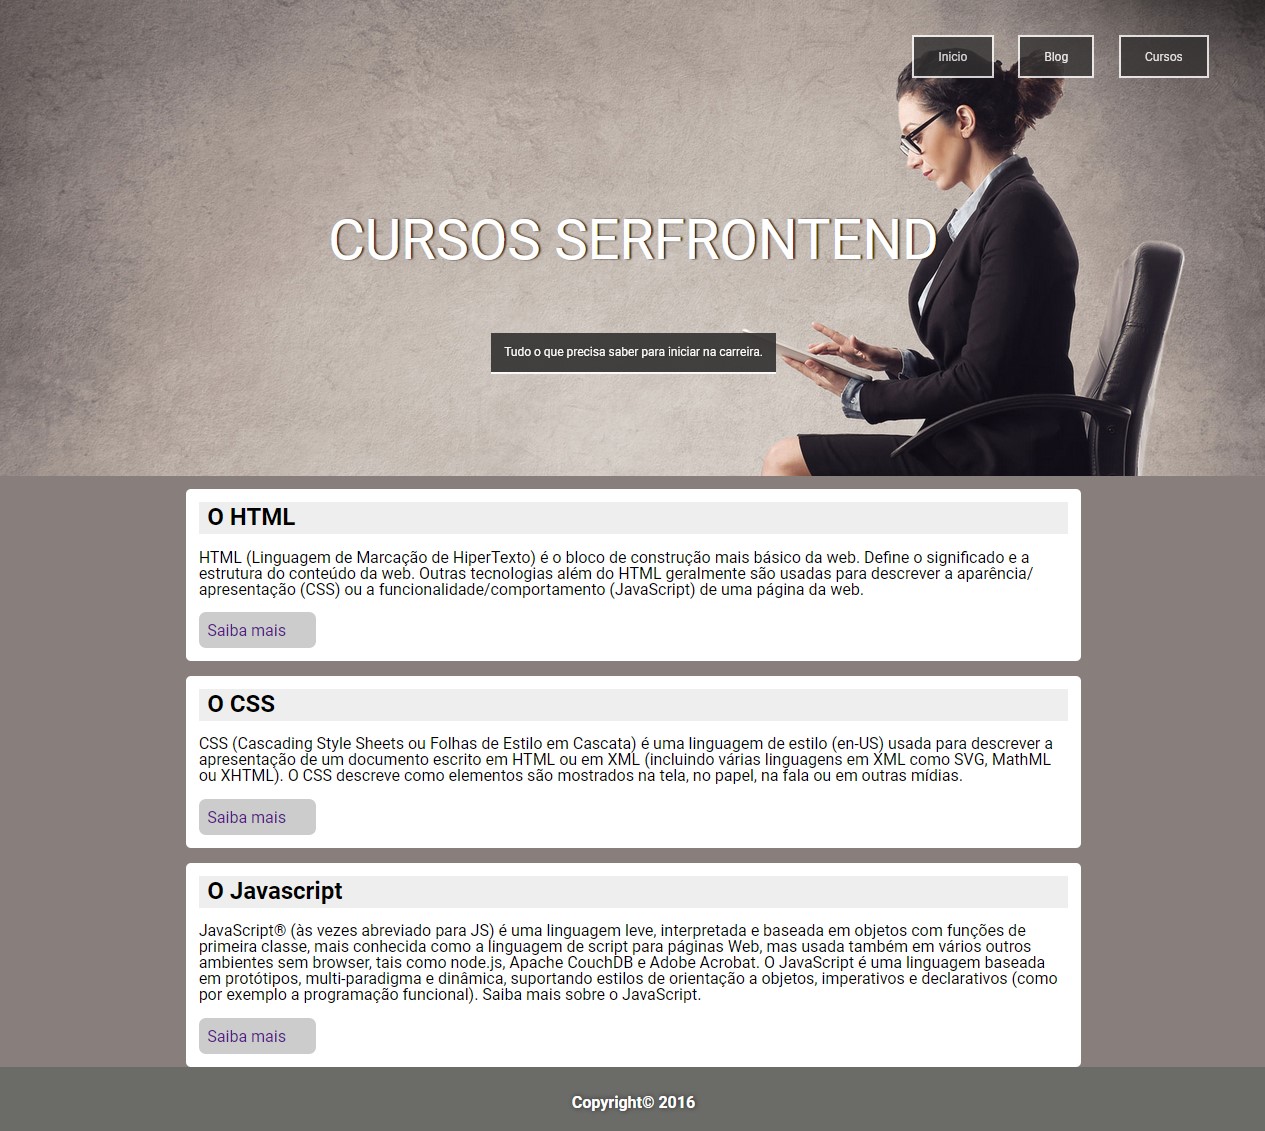 Inicio
Blog
Cursos
CURSOS SERFRONTEND
Tudo o que precisa saber para iniciar na carreira.
O HTML
HTML (Linguagem de Marcação de HiperTexto) é o bloco de construção mais básico da web. Define o significado e a
estrutura do conteúdo da web. Outras tecnologias além do HTML geralmente são usadas para descrever a aparência/
apresentação (CSS) ou a funcionalidade/comportamento (JavaScript) de uma página da web.
Saiba mais
O CSS
CSS (Cascading Style Sheets ou Folhas de Estilo em Cascata) é uma linguagem de estilo (en-US) usada para descrever a
apresentação de um documento escrito em HTML ou em XML (incluindo várias linguagens em XML como SVG, MathML
ou XHTML). O CSS descreve como elementos são mostrados na tela, no papel, na fala ou em outras mídias.
Saiba mais
O Javascript
JavaScript® (às vezes abreviado para JS) é uma linguagem leve, interpretada e baseada em objetos com funções de
primeira classe, mais conhecida como a linguagem de script para páginas Web, mas usada também em vários outros
ambientes sem browser, tais como node.js, Apache CouchDB e Adobe Acrobat. O JavaScript é uma linguagem baseada
em protótipos, multi-paradigma e dinâmica, suportando estilos de orientação a objetos, imperativos e declarativos (como
por exemplo a programação funcional). Saiba mais sobre o JavaScript.
Saiba mais
Copyright© 2016